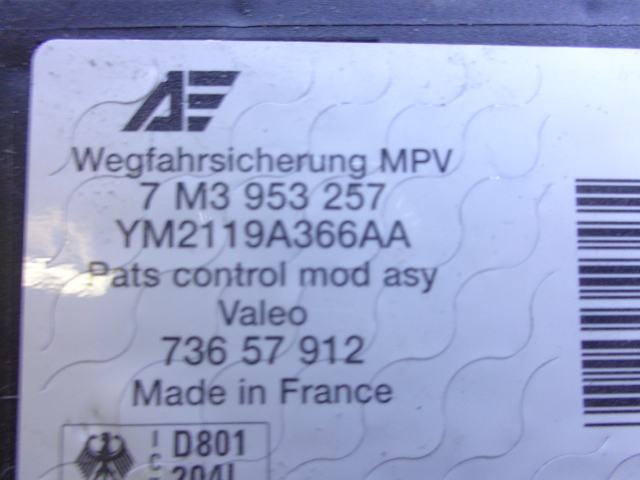 AE
Wegfahrsicherung MPV
7 M3 953 257
YM2119A366AA
Pats control mod asy
Valeo
736 57 912
Made in France
D801